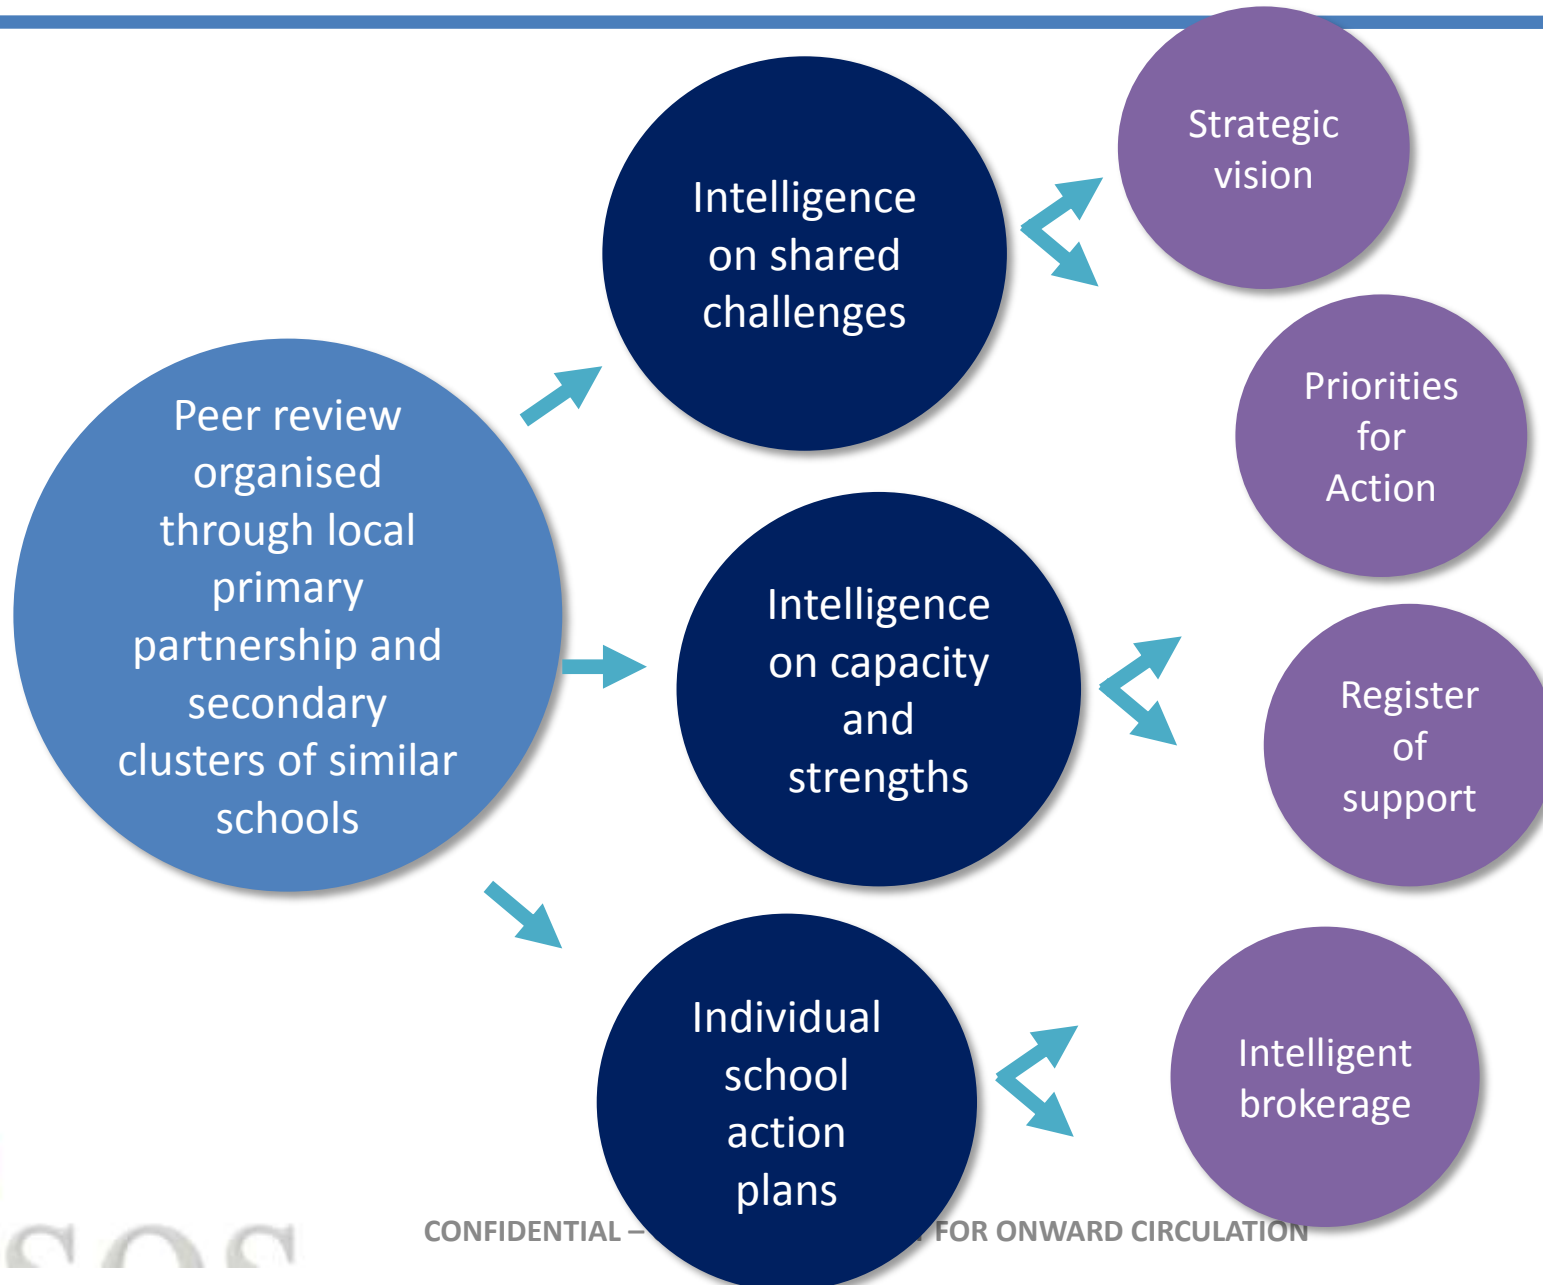 Peer review
organised
through local
primary
partnership and
secondary
clusters of similar
schools
Intelligence
on shared
challenges
Intelligence
on capacity
and
strengths
Individual
school
action
plans
Strategic
vision
Priorities
for
Action
Register
of
support
Intelligent
brokerage
CONFIDENTIAL – FOR ONWARD CIRCULATION